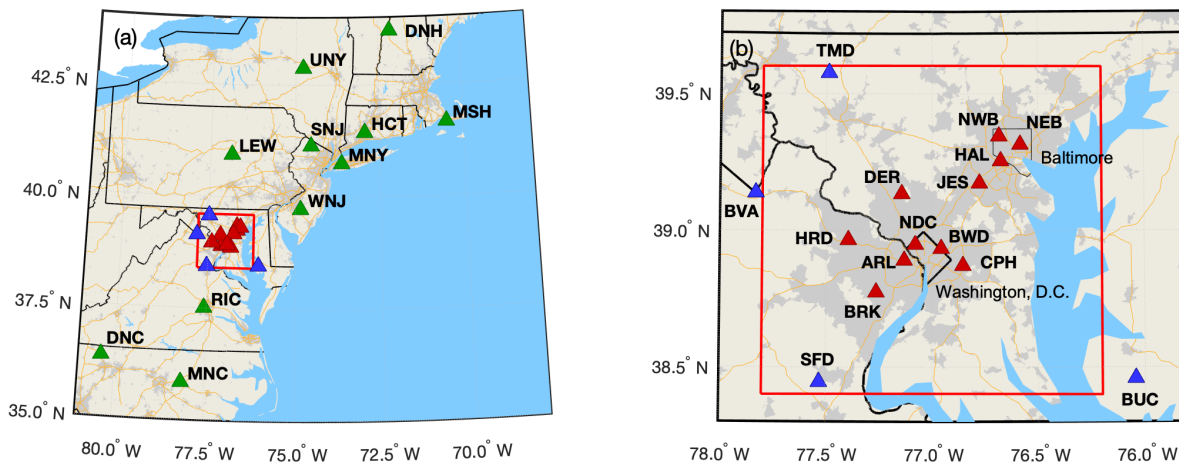 (a)
DNH
UNY
MSH
HCT
SNJ
LEW
MNY
WNJ
RIC
DNC
MNC
42.5° N
40.0° N
37.5° N
35.0° N
80.0° W
77.5° W
75.0° W
72.5° W
70.0° W
(b)
TMD
NWB
NEB
HAL
Baltimore
DER
JES
BVA
NDC
HRD
BWD
ARL
CPH
Washington, D.C.
BRK
SFD
BUC
39.5° N
39.0° N
38.5° N
78.0° W
77.5° W
77.0° W
76.5° W
76.0° W